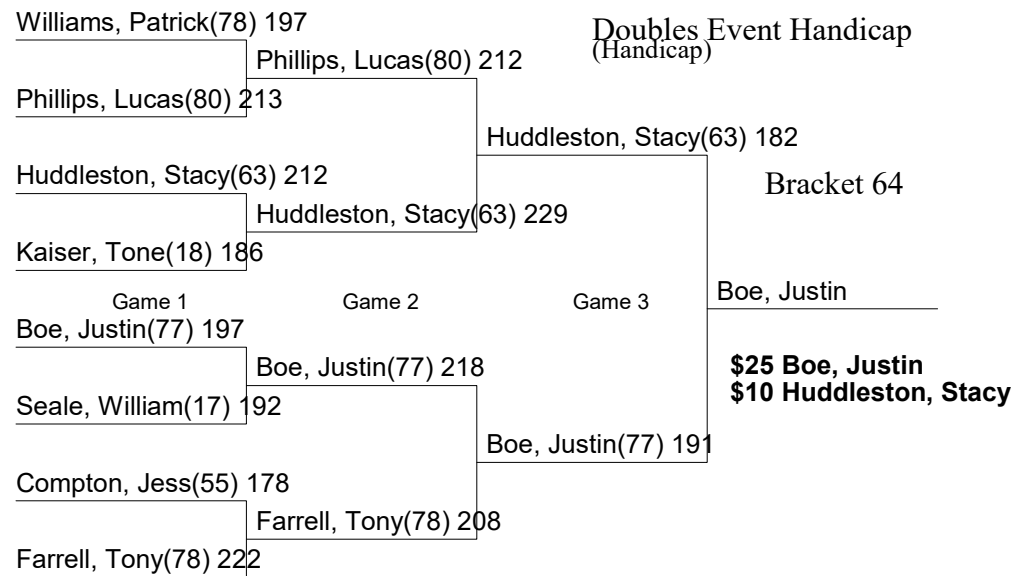 Williams, Patrick(78) 197
Doubles Event Handicap
(Handicap)
Phillips, Lucas(80) 212
Phillips, Lucas(80) 213
Huddleston, Stacy(63) 182
Huddleston, Stacy(63) 212
Bracket 64
Huddleston, Stacy(63) 229
Kaiser, Tone(18) 186
Game 1
Game 2
Game 3
Boe, Justin
Boe, Justin(77) 197
Boe, Justin(77) 218
$25 Boe, Justin
$10 Huddleston, Stacy
Seale, William(17) 192
Boe, Justin(77) 191
Compton, Jess(55) 178
Farrell, Tony(78) 208
Farrell, Tony(78) 222